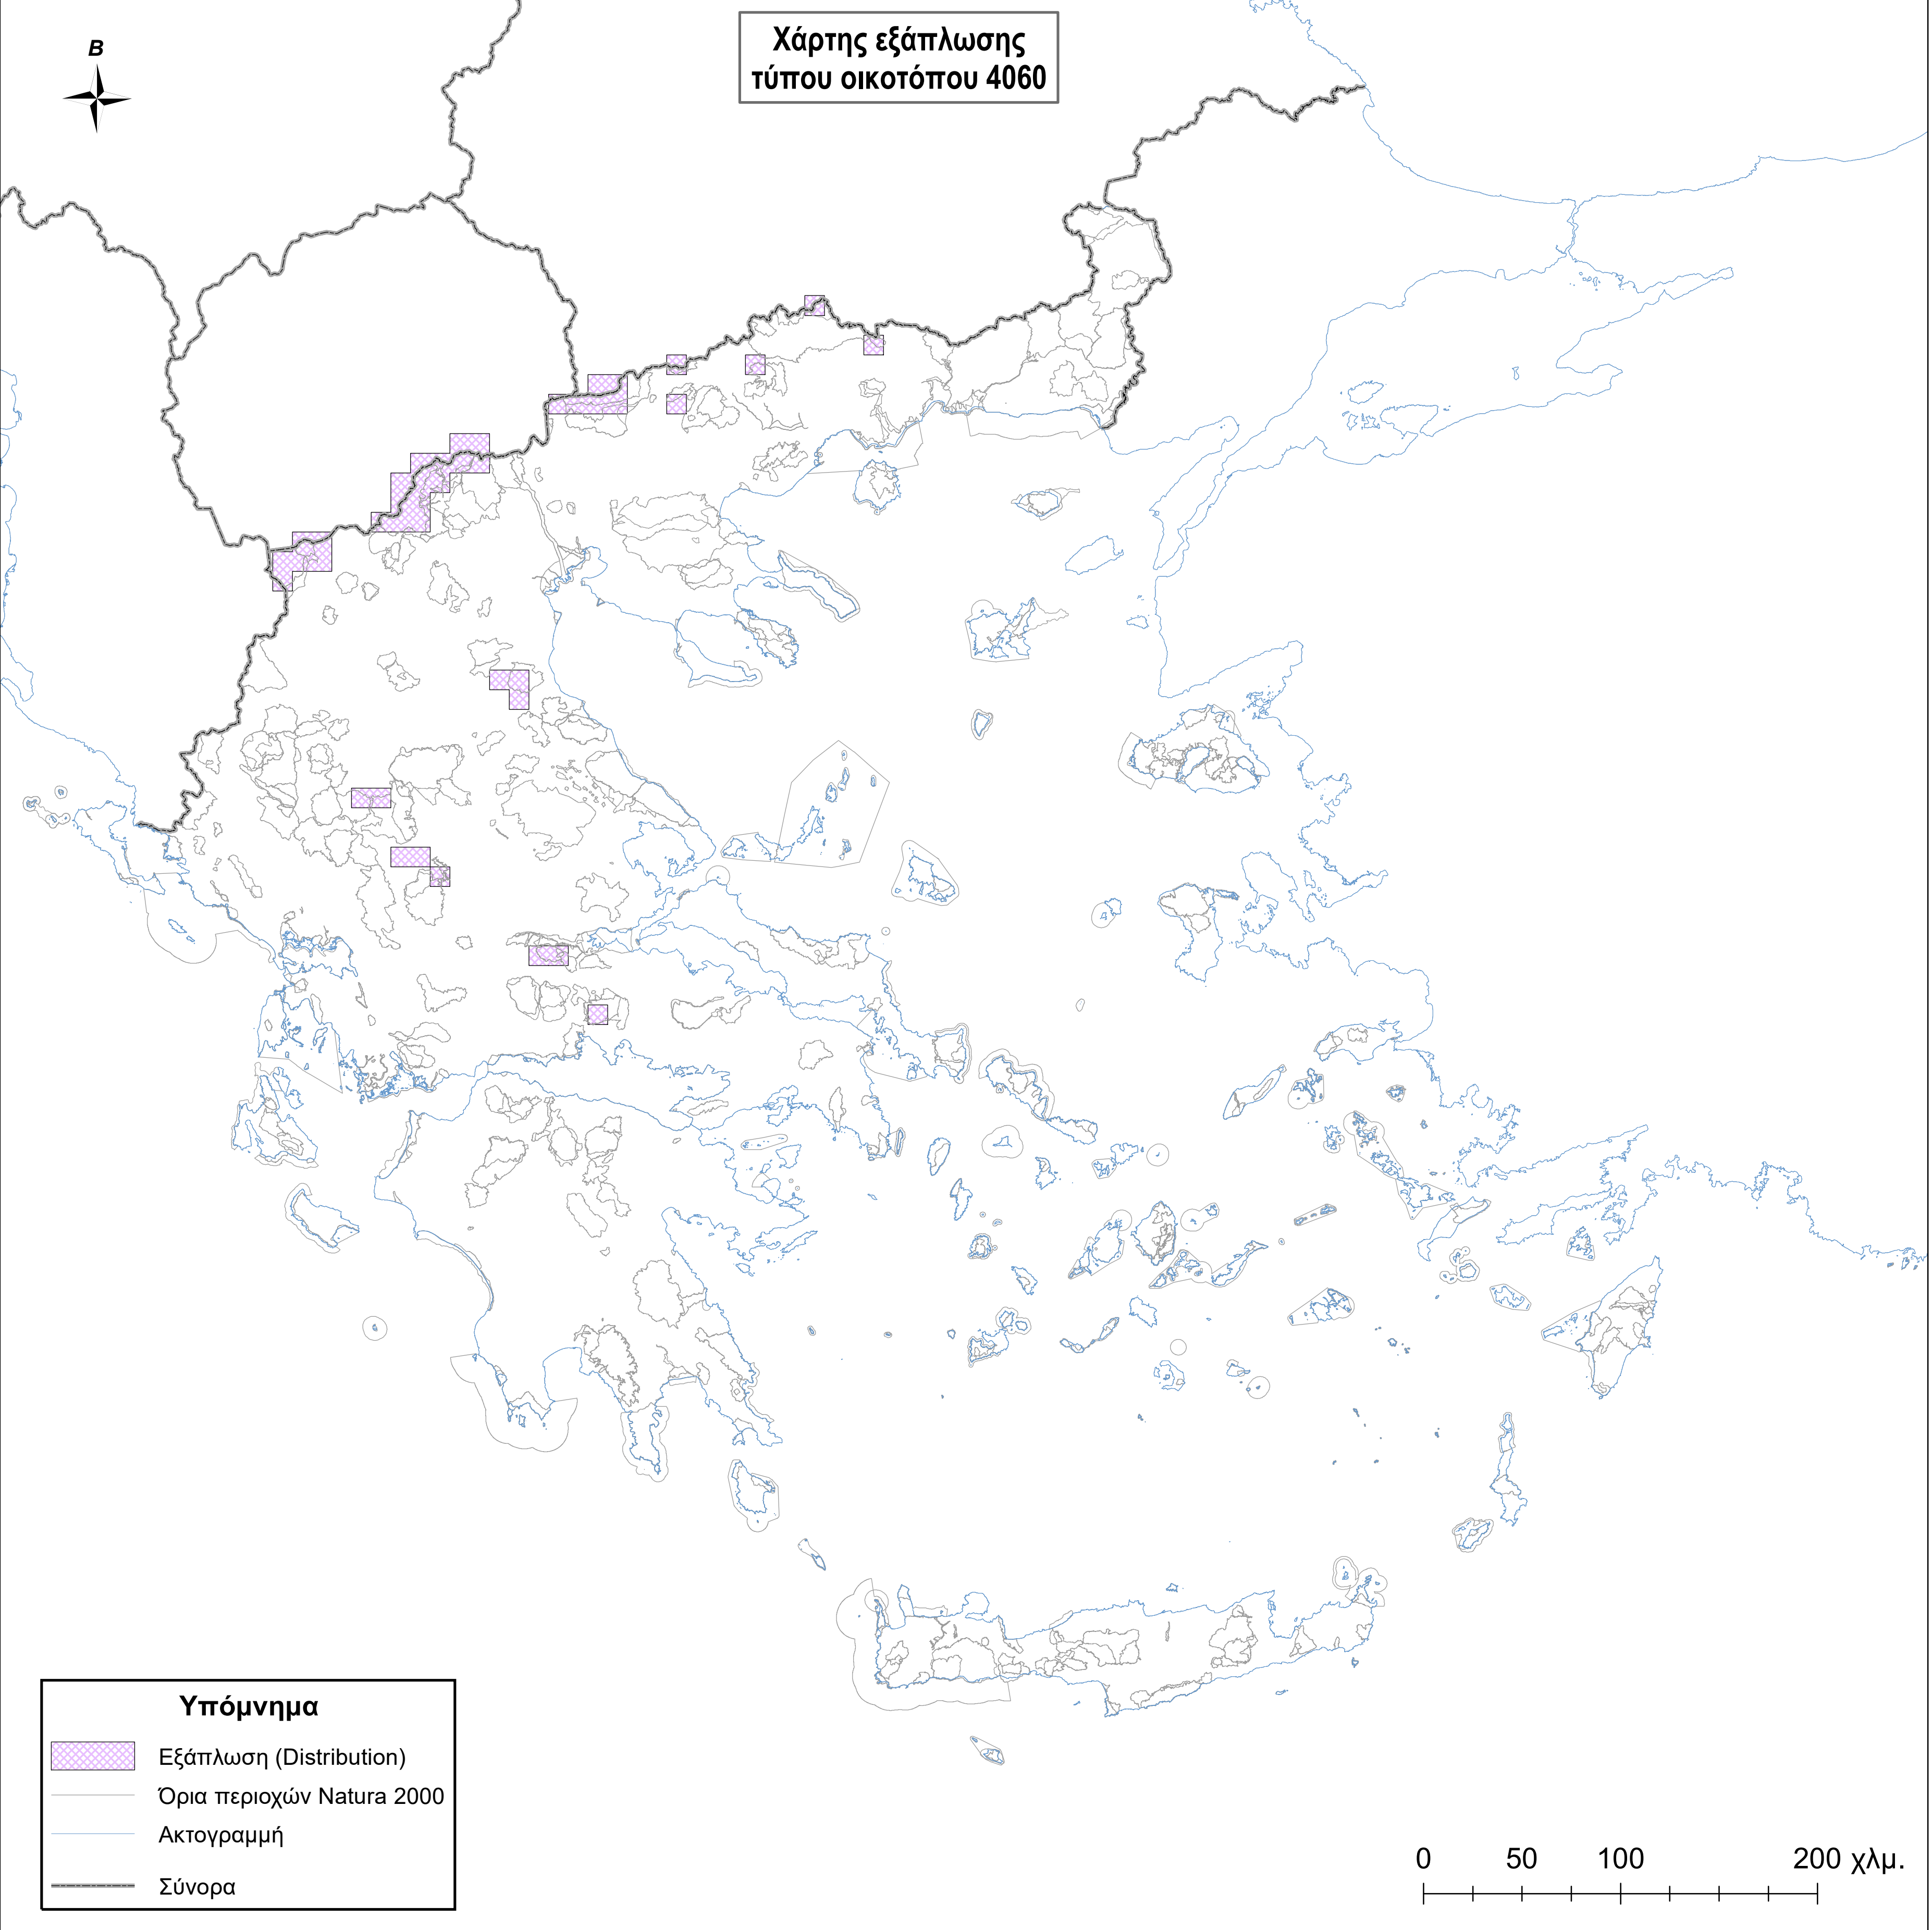 Χάρτης εξάπλωσης
τύπου οικοτόπου 4060
Β
Υπόμνημα
Εξάπλωση (Distribution)
Όρια περιοχών Natura 2000
Ακτογραμμή
Σύνορα
0 50 100 200 χλμ.